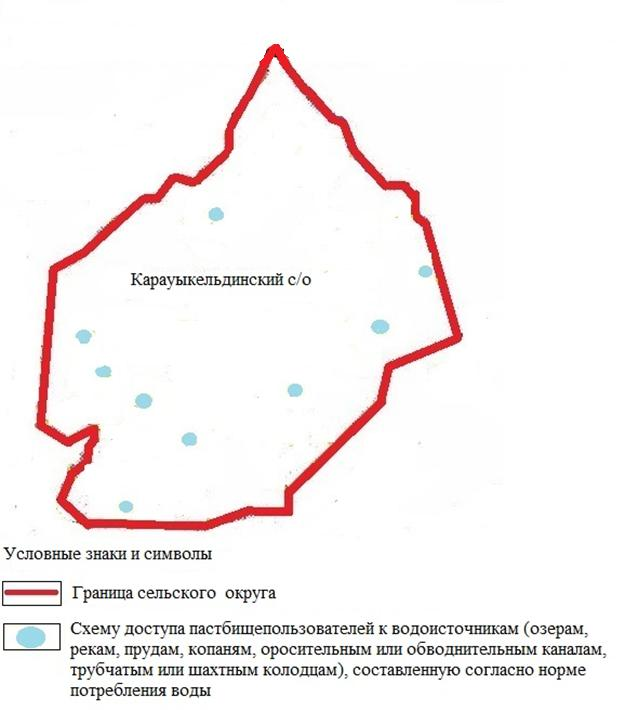 Карауыкельдинский с/о
Условные знаки и символы
Граница сельского округа
Схему доступа пастбищепользователей к водоисточникам (озерам,
рекам, прудам, копаням, оросительным или обводнительным каналам,
трубчатым или шахтным колодцам), составленную согласно норме
потребления воды